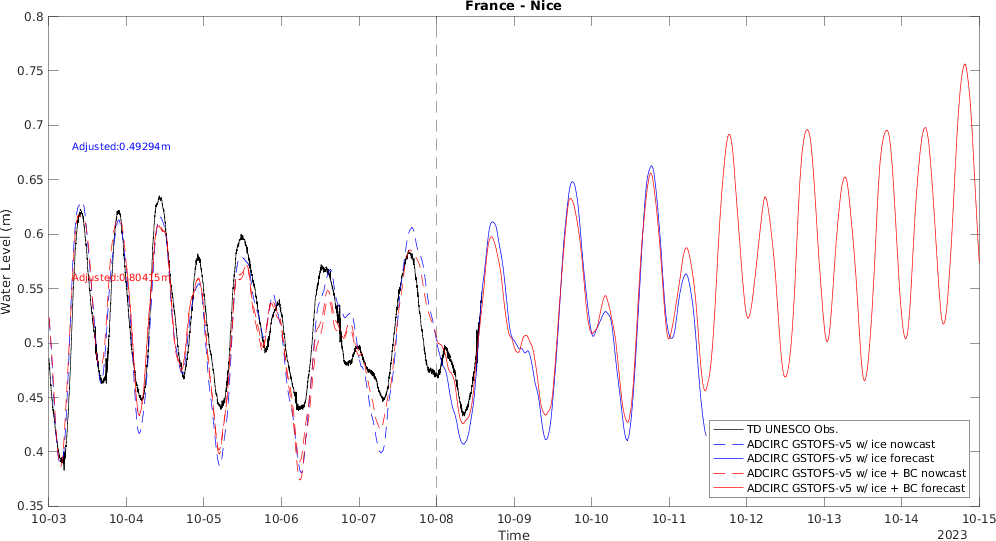 France - Nice
0.8
0.75
0.7
0.65
0.6
0.55
0.5
0.45
0.4
0.35
Water Level (m)
Adjusted:0.49294m
Adjusted:0.80415m
TD UNESCO Obs.
ADCIRC GSTOFS-v5 w/ ice nowcast
ADCIRC GSTOFS-v5 w/ ice forecast
ADCIRC GSTOFS-v5 w/ ice + BC nowcast
ADCIRC GSTOFS-v5 w/ ice + BC forecast
10-03 10-04 10-05 10-06 10-07 10-08 10-09 10-10 10-11 10-12 10-13 10-14 10-15
Time
2023